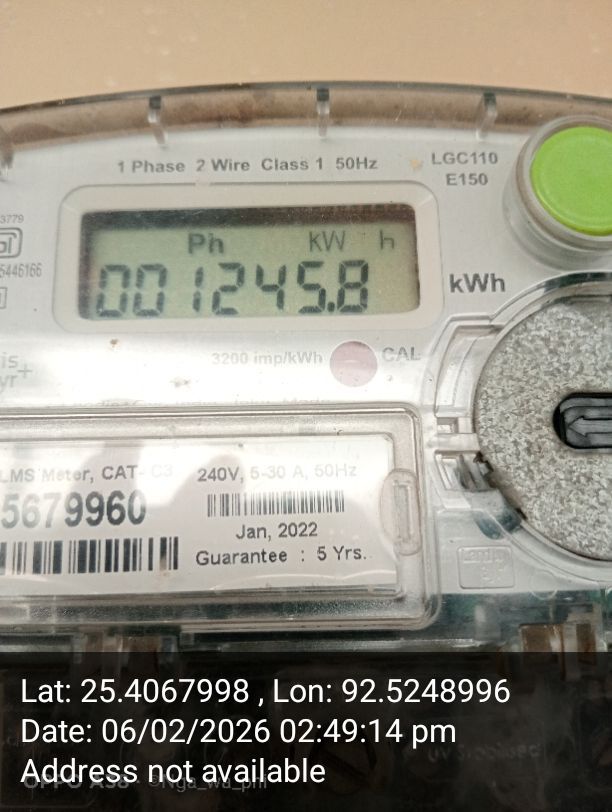 1 Phase 2 Wire Class 1 50Hz
LGC110
E150
3779
5446166
Ph kW h
001245.8
kWh
3200 imp/kWh
CAL
LMS Meter, CAT- C3
240V, 5-30 A, 50Hz
5679960
Jan, 2022
Guarantee : 5 Yrs.
Lat: 25.4067998 , Lon: 92.5248996
Date: 06/02/2026 02:49:14 pm
Address not available